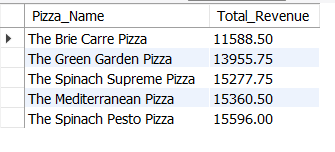 Pizza_Name Total_Revenue
The Brie Carre Pizza 11588.50
The Green Garden Pizza 13955.75
The Spinach Supreme Pizza 15277.75
The Mediterranean Pizza 15360.50
The Spinach Pesto Pizza 15596.00